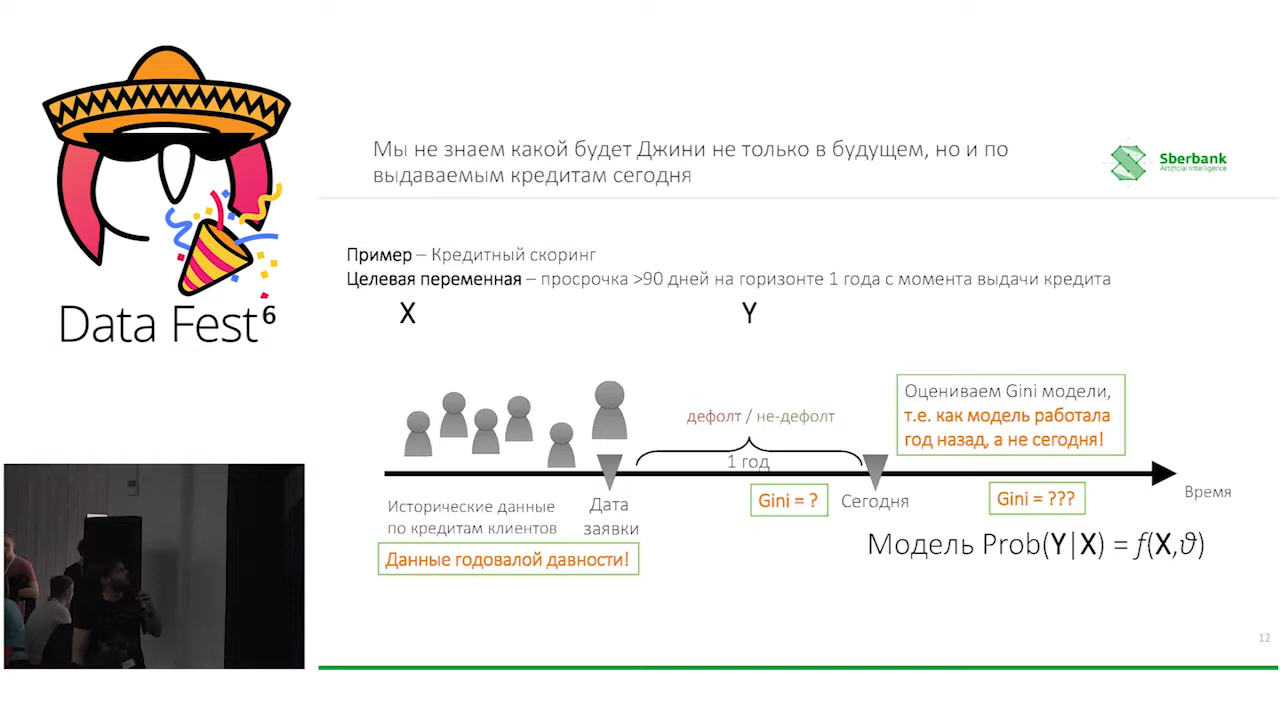 Data Fest⁶
Мы не знаем какой будет Джини не только в будущем, но и по
выдаваемым кредитам сегодня
Sberbank
Artificial Intelligence
Пример – Кредитный скоринг
Целевая переменная – просрочка >90 дней на горизонте 1 года с момента выдачи кредита
X
Y
дефолт / не-дефолт
1 год
Оцениваем Gini модели,
т.е. как модель работала
год назад, а не сегодня!
Исторические данные
по кредитам клиентов
Данные годовалой давности!
Дата
заявки
Gini = ?
Сегодня
Gini = ???
Время
Модель Prob(Y|X) = f(X,ϑ)
12